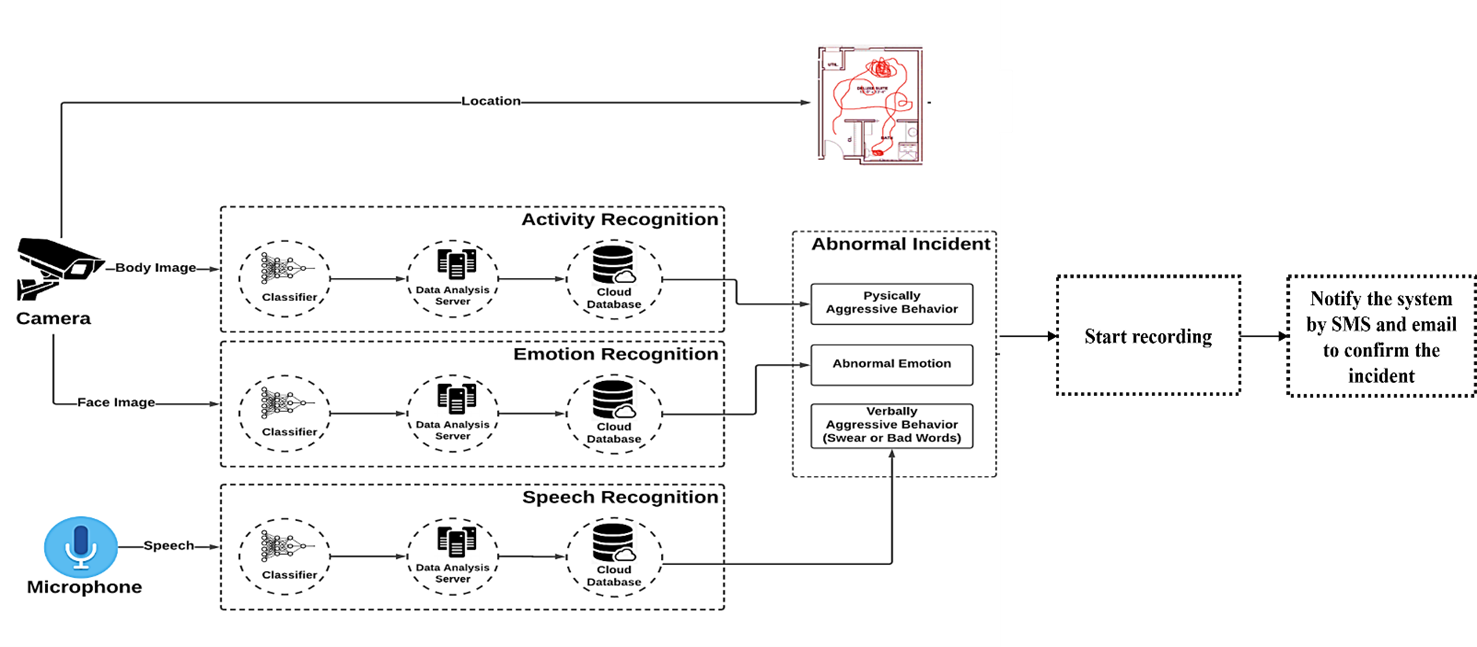 UTIL.
DELUXE SUITE
BATH
Location
Activity Recognition
Body Image
Classifier
Data Analysis
Server
Cloud
Database
Camera
Abnormal Incident
Pysically
Aggressive Behavior
Abnormal Emotion
Verbally
Aggressive Behavior
(Swear or Bad Words)
Start recording
Notify the system
by SMS and email
to confirm the
incident
Emotion Recognition
Face Image
Classifier
Data Analysis
Server
Cloud
Database
Speech Recognition
Speech
Classifier
Data Analysis
Server
Cloud
Database
Microphone